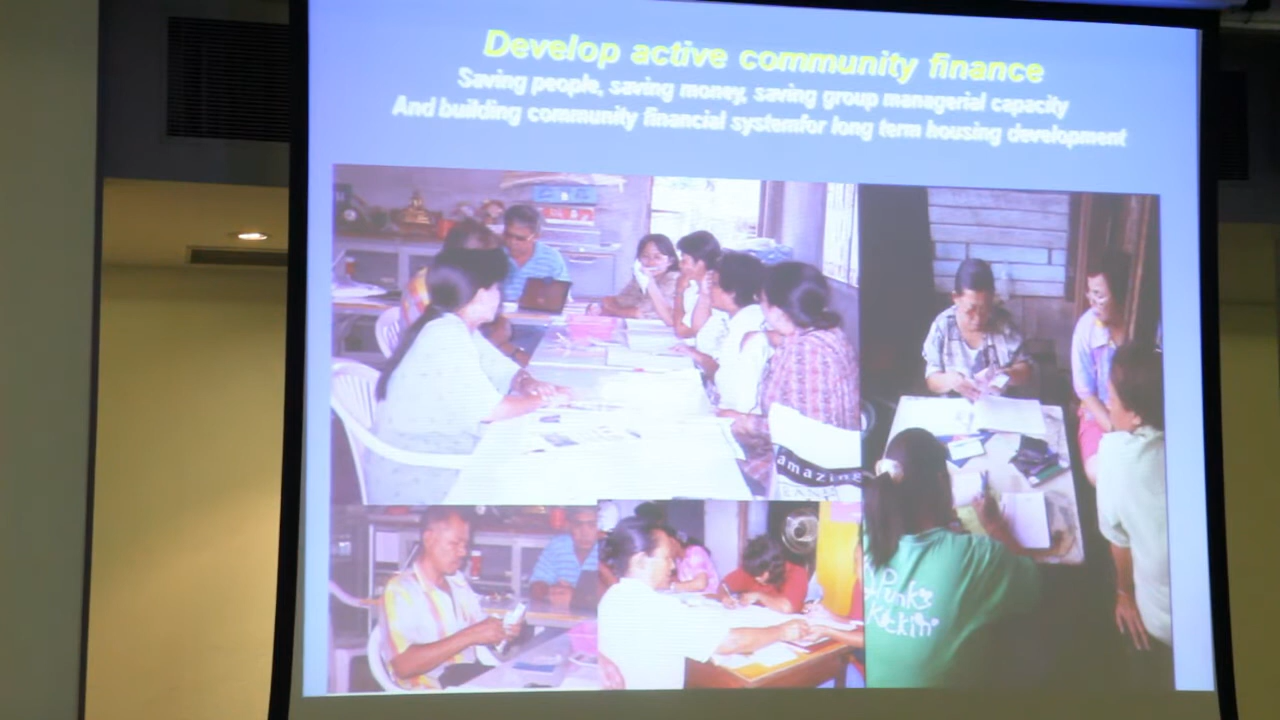 Develop active community finance
Saving people, saving money, saving group managerial capacity
And building community financial systemfor long term housing development
amazing
Punks
Kickin'